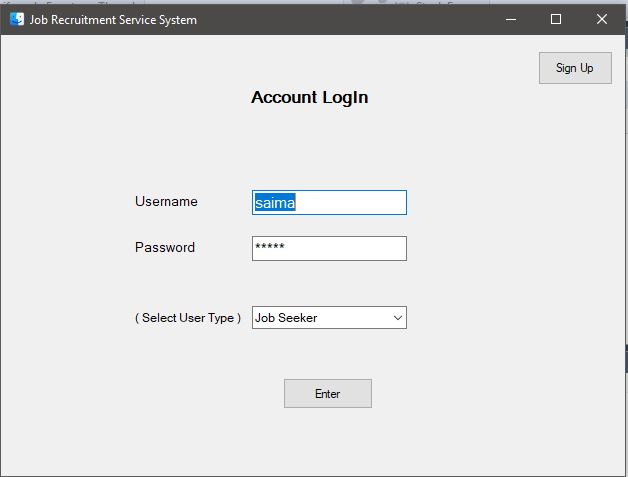 Job Recruitment Service System
Sign Up
Account LogIn
Username saima
Password *****
( Select User Type ) Job Seeker
Enter